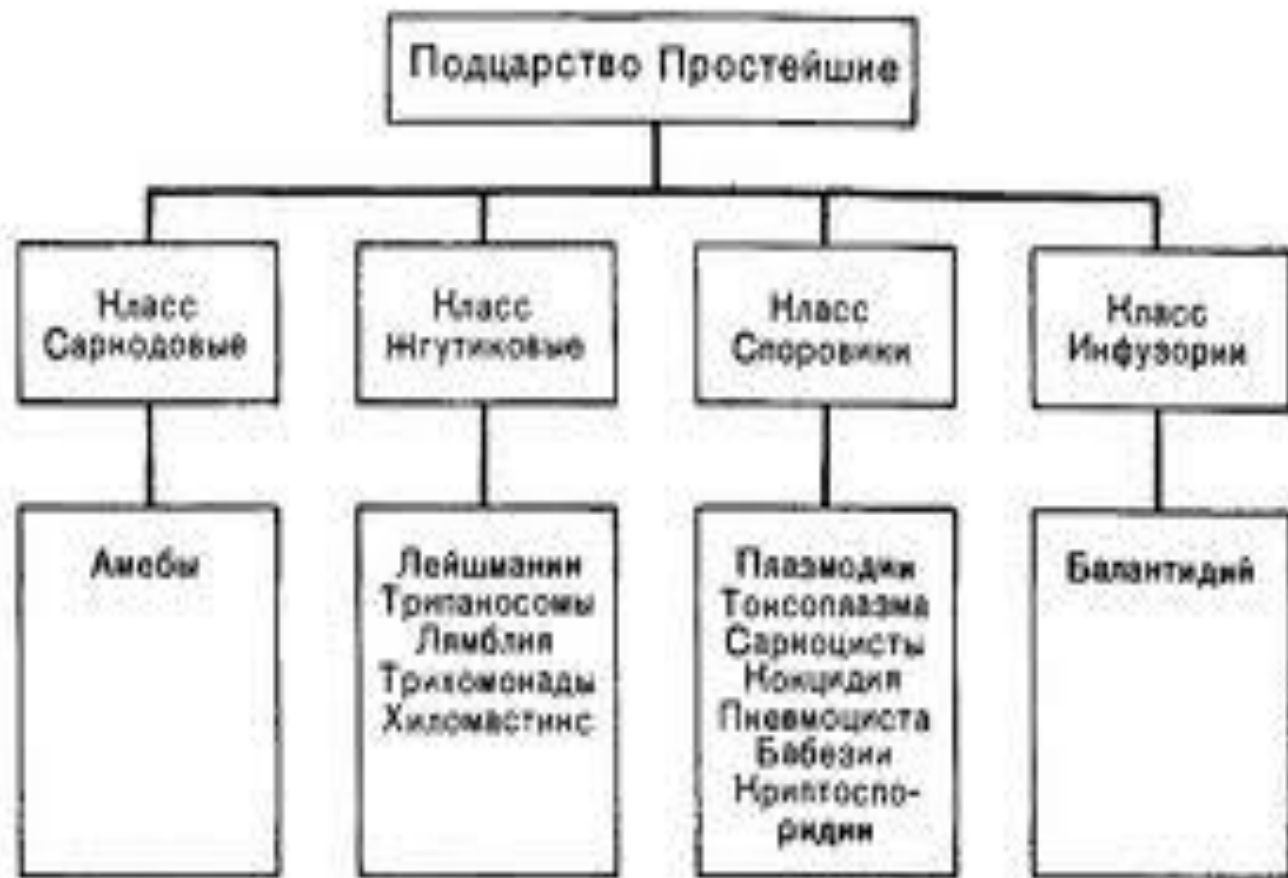 Подцарство Простейшие
Класс
Саркодовые
Класс
Жгутиковые
Класс
Споровики
Класс
Инфузории
Амебы
Лейшмании
Трипаносомы
Лямблия
Трихомонады
Хиломастикс
Плазмодии
Токсоплазма
Саркоцисты
Кокцидия
Пневмоциста
Бабезии
Криптоспо-
ридии
Балантидий